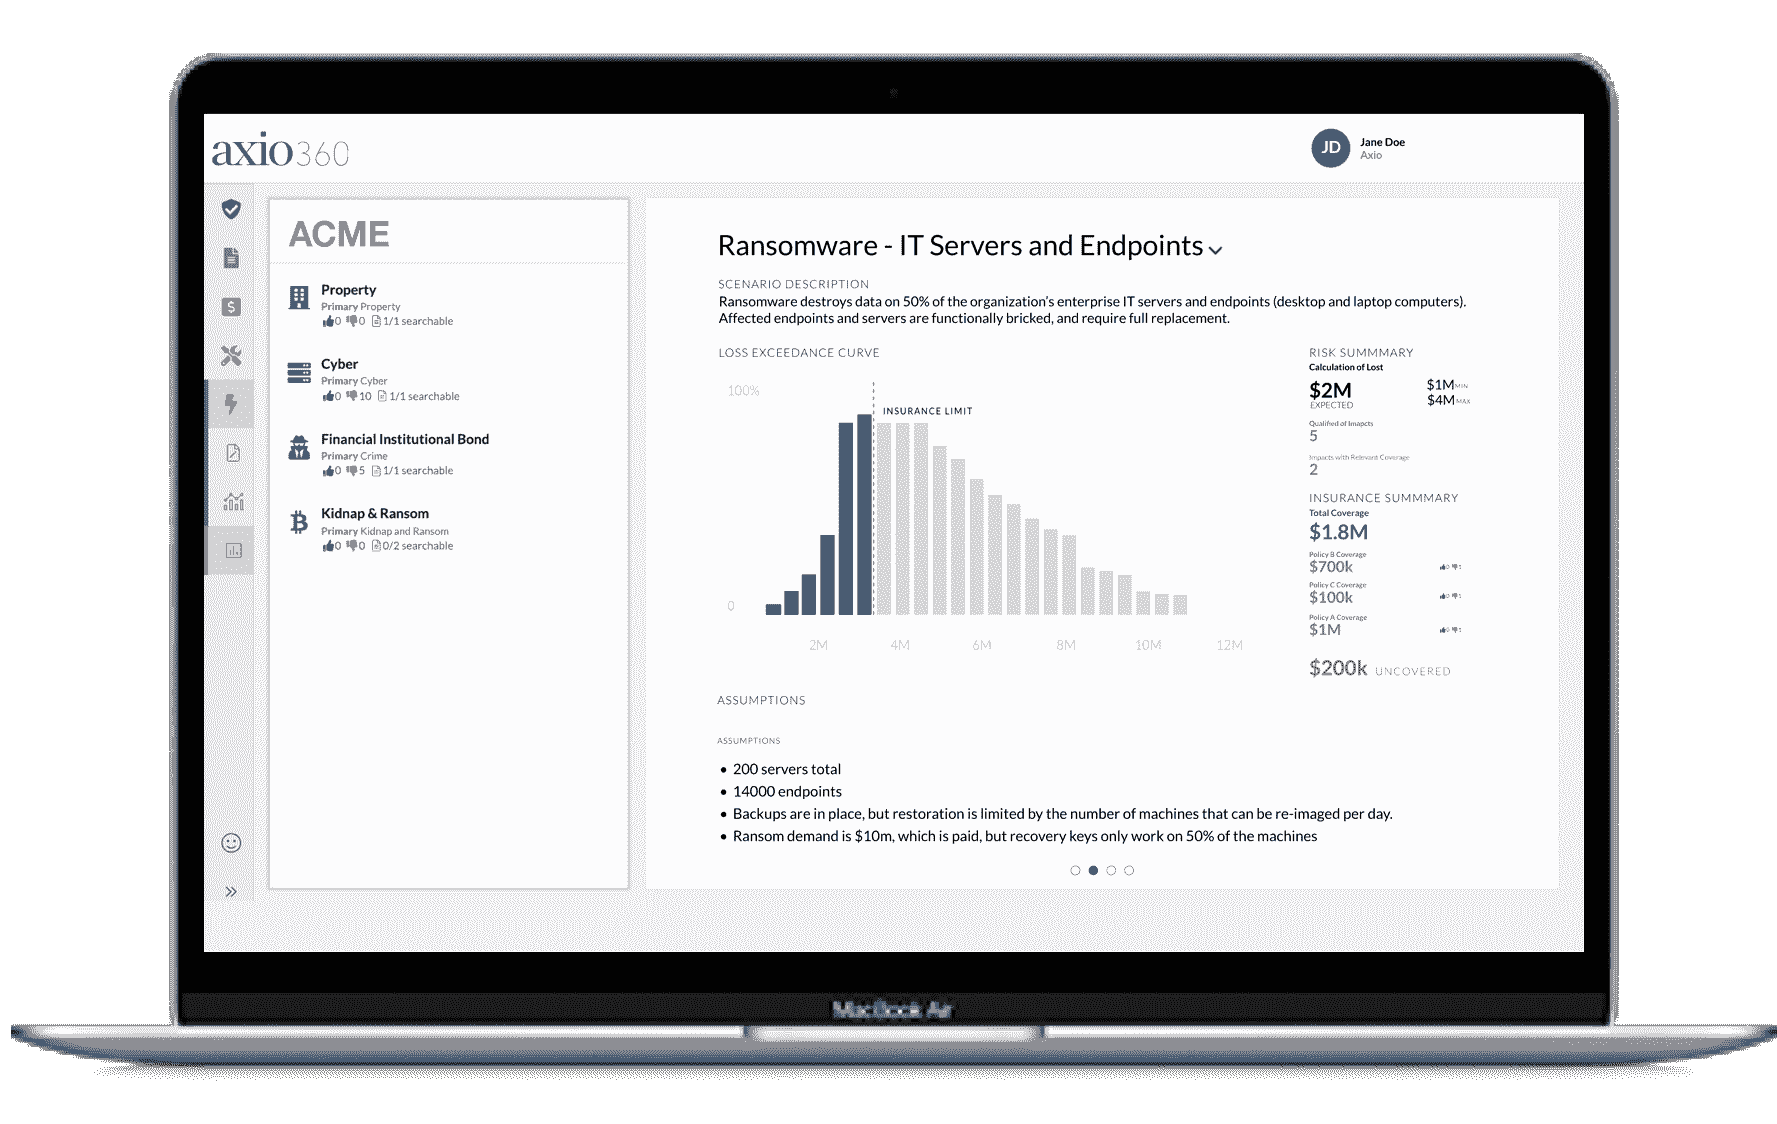 axio360
JD
Jane Doe
Axio
ACME
Property
Primary Property
0 0 1/1 searchable
Cyber
Primary Cyber
0 10 1/1 searchable
Financial Institutional Bond
Primary Crime
0 5 1/1 searchable
Kidnap & Ransom
Primary Kidnap and Ransom
0 0 0/2 searchable
Ransomware - IT Servers and Endpoints
SCENARIO DESCRIPTION
Ransomware destroys data on 50% of the organization's enterprise IT servers and endpoints (desktop and laptop computers).
Affected endpoints and servers are functionally bricked, and require full replacement.
LOSS EXCEEDANCE CURVE
100%
INSURANCE LIMIT
0
2M 4M 6M 8M 10M 12M
RISK SUMMMARY
Calculation of Lost
$2M
EXPECTED
$1M MIN
$4M MAX
Qualified of Imapcts
5
Impacts with Relevant Coverage
2
INSURANCE SUMMMARY
Total Coverage
$1.8M
Policy B Coverage
$700k
Policy C Coverage
$100k
Policy A Coverage
$1M
$200k UNCOVERED
ASSUMPTIONS
ASSUMPTIONS
• 200 servers total
• 14000 endpoints
• Backups are in place, but restoration is limited by the number of machines that can be re-imaged per day.
• Ransom demand is $10m, which is paid, but recovery keys only work on 50% of the machines
MacBook Air